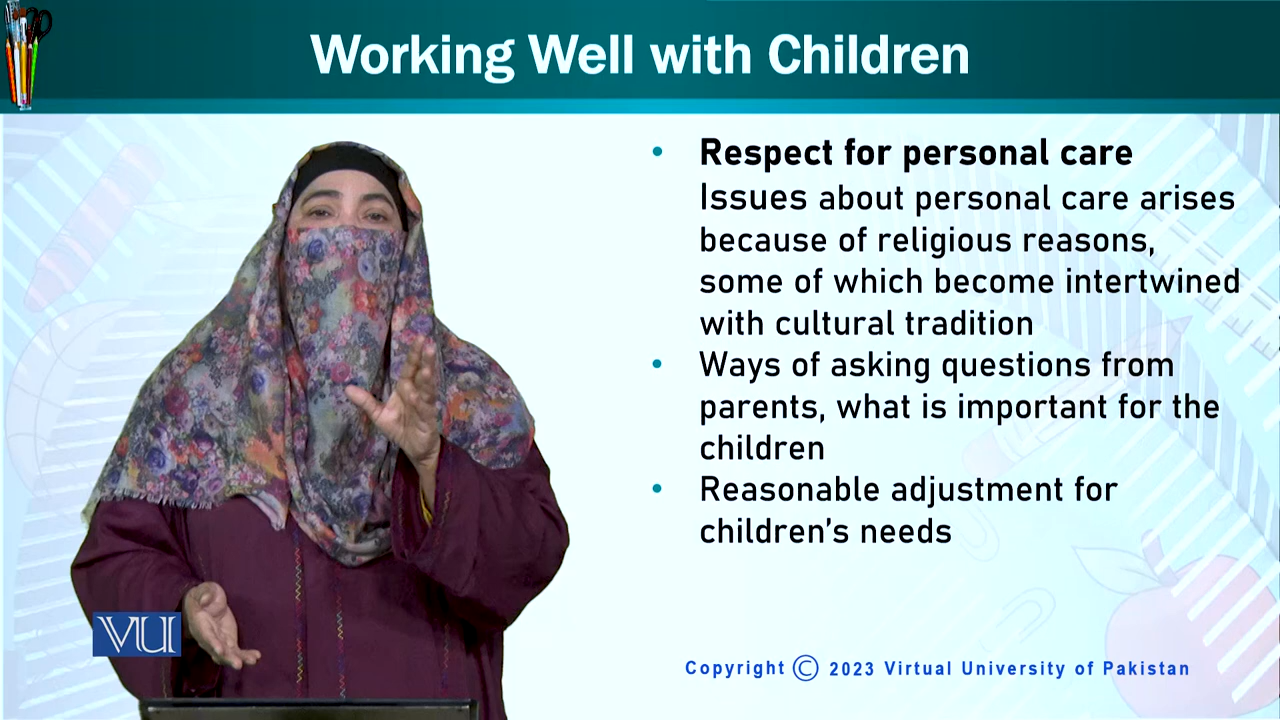 Working Well with Children
Respect for personal care
Issues about personal care arises
because of religious reasons,
some of which become intertwined
with cultural tradition
Ways of asking questions from
parents, what is important for the
children
Reasonable adjustment for
children's needs
VU
Copyright © 2023 Virtual University of Pakistan